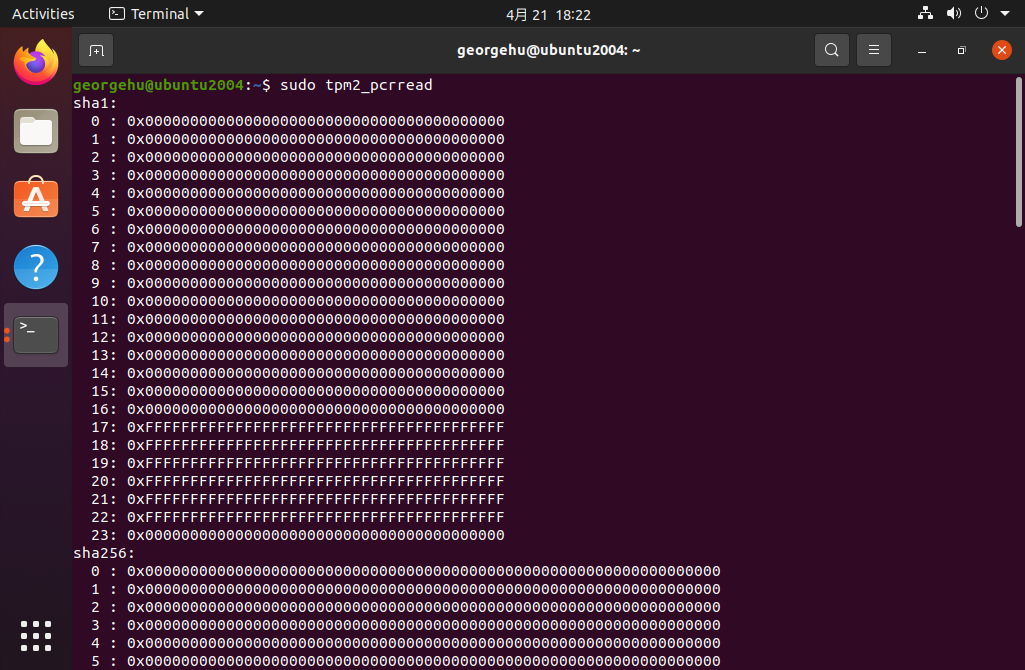 Activities Terminal 4月 21 18:22
georgehu@ubuntu2004: ~
georgehu@ubuntu2004:~$ sudo tpm2_pcrread
sha1:
0 : 0x0000000000000000000000000000000000000000
1 : 0x0000000000000000000000000000000000000000
2 : 0x0000000000000000000000000000000000000000
3 : 0x0000000000000000000000000000000000000000
4 : 0x0000000000000000000000000000000000000000
5 : 0x0000000000000000000000000000000000000000
6 : 0x0000000000000000000000000000000000000000
7 : 0x0000000000000000000000000000000000000000
8 : 0x0000000000000000000000000000000000000000
9 : 0x0000000000000000000000000000000000000000
10: 0x0000000000000000000000000000000000000000
11: 0x0000000000000000000000000000000000000000
12: 0x0000000000000000000000000000000000000000
13: 0x0000000000000000000000000000000000000000
14: 0x0000000000000000000000000000000000000000
15: 0x0000000000000000000000000000000000000000
16: 0x0000000000000000000000000000000000000000
17: 0xFFFFFFFFFFFFFFFFFFFFFFFFFFFFFFFFFFFFFFFF
18: 0xFFFFFFFFFFFFFFFFFFFFFFFFFFFFFFFFFFFFFFFF
19: 0xFFFFFFFFFFFFFFFFFFFFFFFFFFFFFFFFFFFFFFFF
20: 0xFFFFFFFFFFFFFFFFFFFFFFFFFFFFFFFFFFFFFFFF
21: 0xFFFFFFFFFFFFFFFFFFFFFFFFFFFFFFFFFFFFFFFF
22: 0xFFFFFFFFFFFFFFFFFFFFFFFFFFFFFFFFFFFFFFFF
23: 0x0000000000000000000000000000000000000000
sha256:
0 : 0x0000000000000000000000000000000000000000000000000000000000000000
1 : 0x0000000000000000000000000000000000000000000000000000000000000000
2 : 0x0000000000000000000000000000000000000000000000000000000000000000
3 : 0x0000000000000000000000000000000000000000000000000000000000000000
4 : 0x0000000000000000000000000000000000000000000000000000000000000000
5 : 0x0000000000000000000000000000000000000000000000000000000000000000